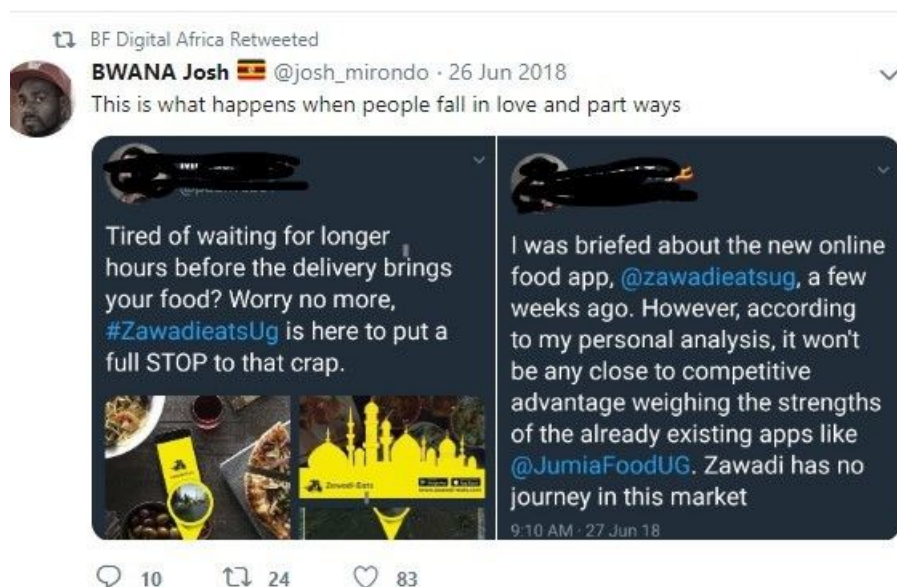 BF Digital Africa Retweeted
BWANA Josh @josh_mirondo · 26 Jun 2018
This is what happens when people fall in love and part ways
Tired of waiting for longer
hours before the delivery brings
your food? Worry no more,
#ZawadieatsUg is here to put a
full STOP to that crap.
Zawadi-Eats
I was briefed about the new online
food app, @zawadieatsug, a few
weeks ago. However, according
to my personal analysis, it won't
be any close to competitive
advantage weighing the strengths
of the already existing apps like
@JumiaFoodUG. Zawadi has no
journey in this market
9:10 AM · 27 Jun 18
10 24 83